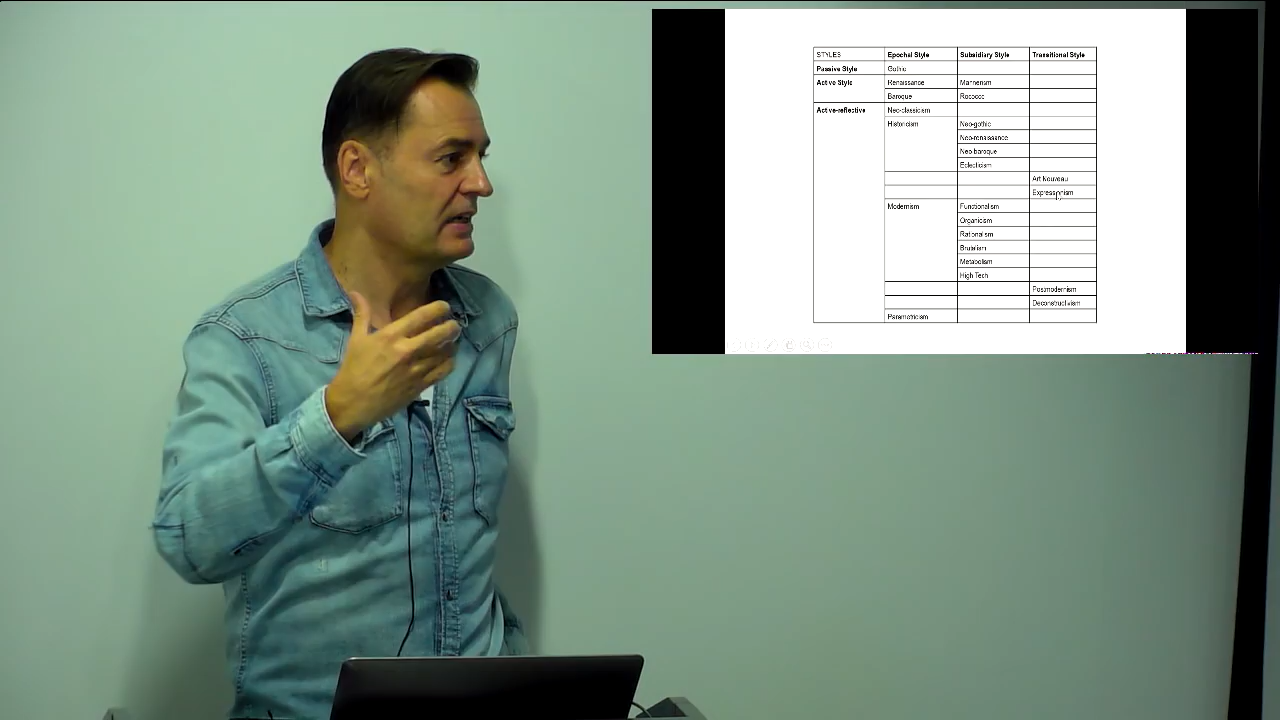 STYLES Epochal Style Subsidiary Style Transitional Style
Passive Style Gothic
Active Style Renaissance Mannerism
Baroque Rococo
Active-reflective Neo-classicism
Historicism Neo-gothic
Neo-renaissance
Neo baroque
Eclecticism
Art Nouveau
Expressionism
Modernism Functionalism
Organicism
Rationalism
Brutalism
Metabolism
High Tech
Postmodernism
Deconstructivism
Parametricism